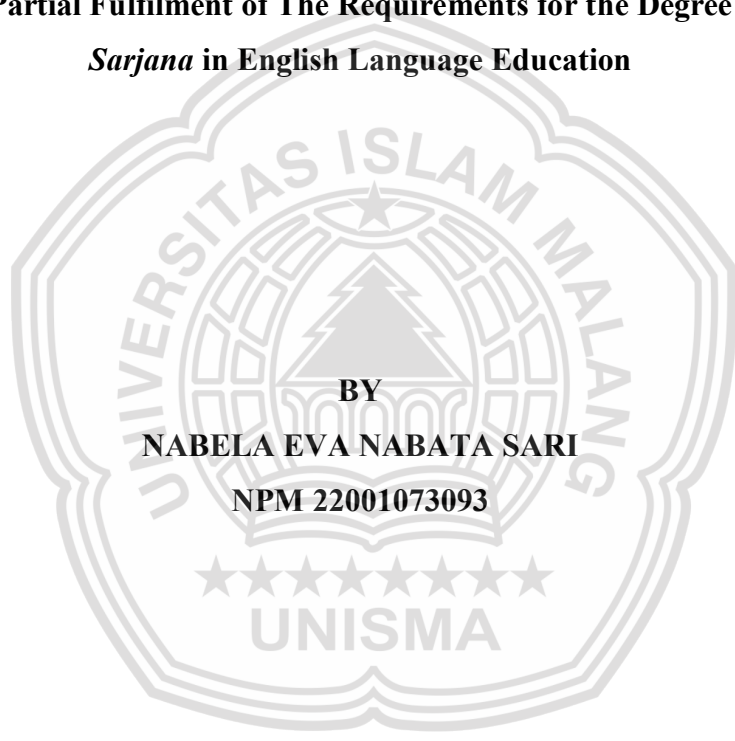 Partial Fulfilment of The Requirements for the Degree
Sarjana in English Language Education
UNIVERSITAS ISLAM MALANG
BY
NABELA EVA NABATA SARI
NPM 22001073093
UNISMA